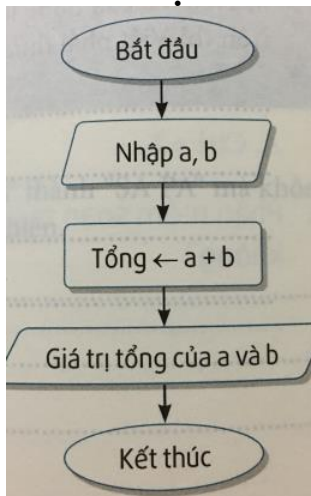 Bắt đầu
Nhập a, b
Tổng ← a + b
Giá trị tổng của a và b
Kết thúc